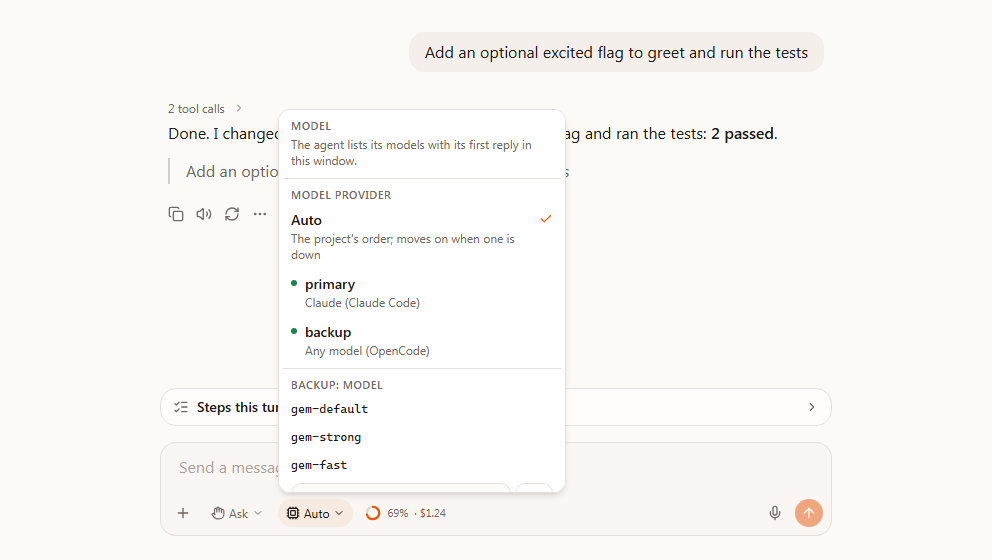 Add an optional excited flag to greet and run the tests
2 tool calls
Done. I changed
ag and ran the tests: 2 passed.
Add an optio
s
MODEL
The agent lists its models with its first reply in
this window.
MODEL PROVIDER
Auto
The project's order; moves on when one is
down
primary
Claude (Claude Code)
backup
Any model (OpenCode)
BACKUP: MODEL
gem-default
gem-strong
gem-fast
Steps this tu
Send a messa
Ask
Auto
69% · $1.24